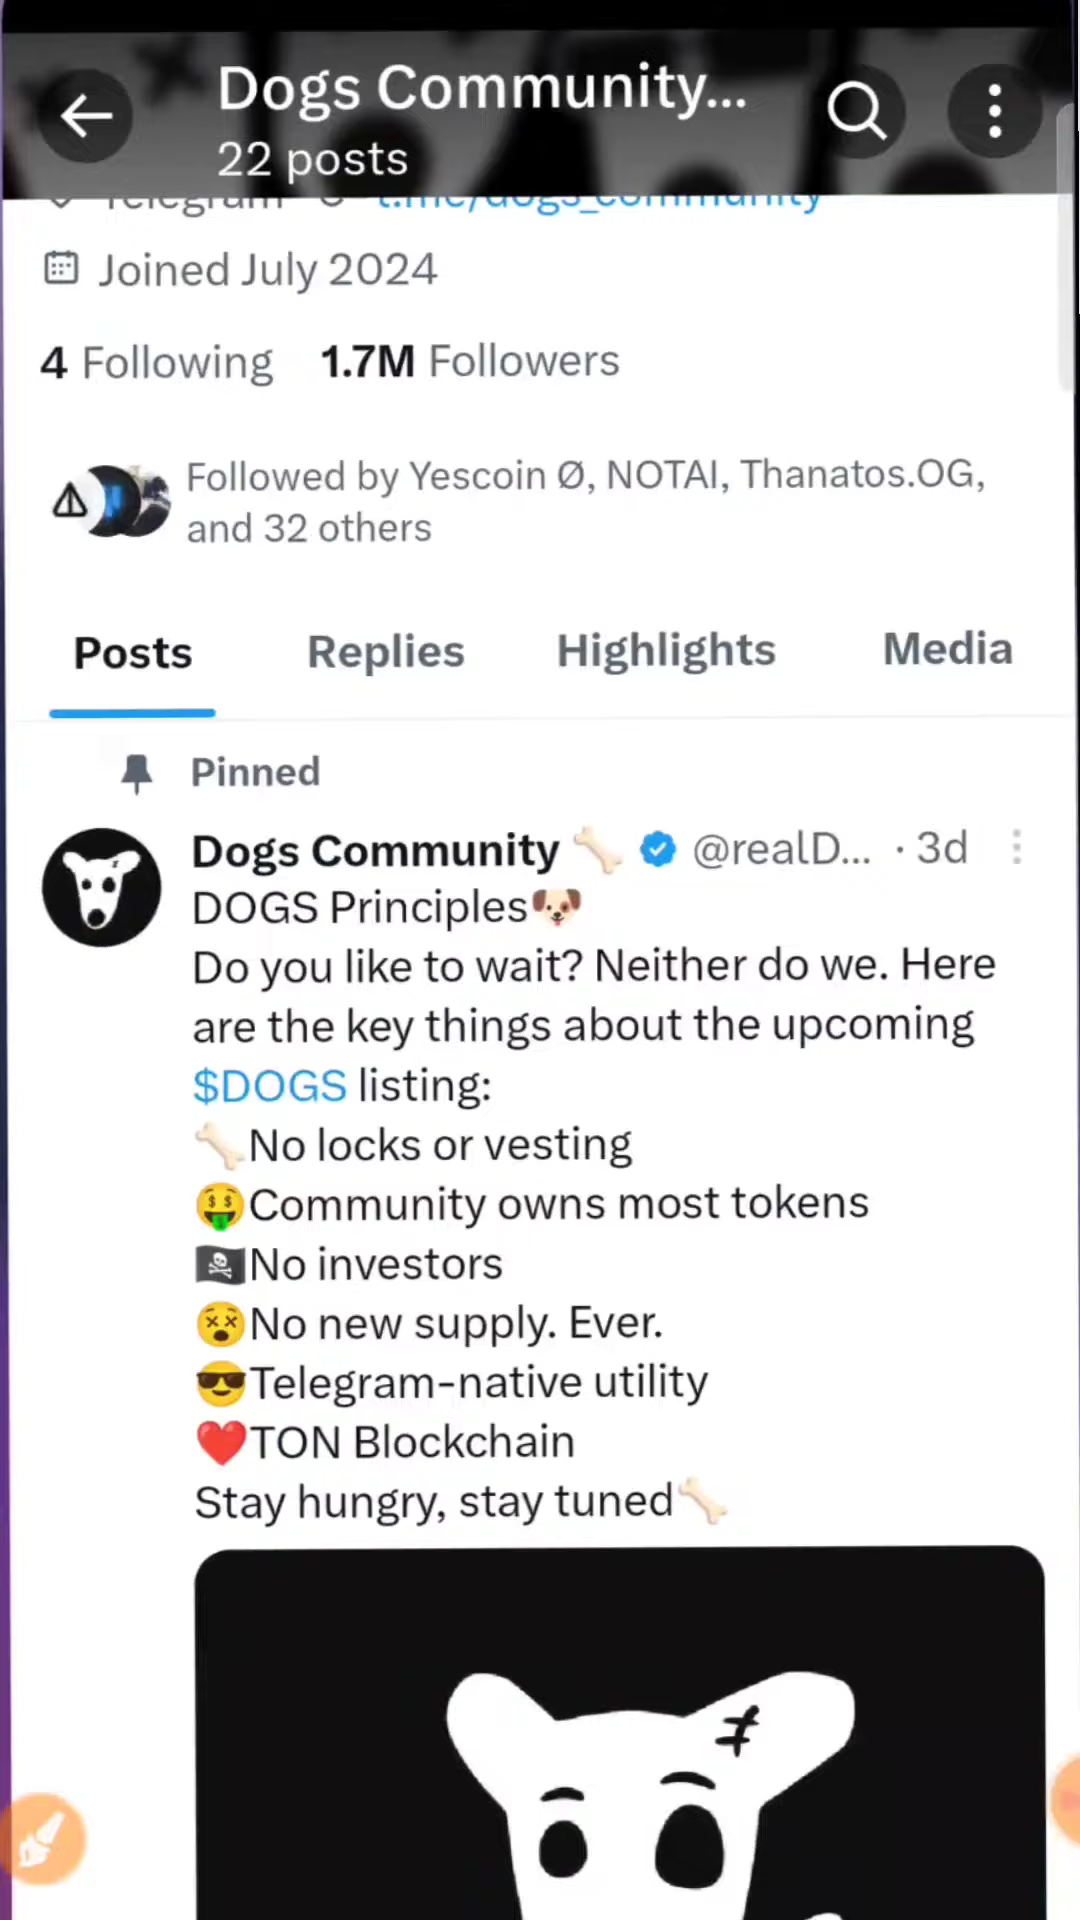 Dogs Community...
22 posts
Telegram t.me/dogs_community
Joined July 2024
4 Following 1.7M Followers
Followed by Yescoin Ø, NOTAI, Thanatos.OG,
and 32 others
Posts Replies Highlights Media
Pinned
Dogs Community 🦴 @realD... · 3d
DOGS Principles🐶
Do you like to wait? Neither do we. Here
are the key things about the upcoming
$DOGS listing:
🦴No locks or vesting
🤑Community owns most tokens
🏴‍☠️No investors
😵No new supply. Ever.
😎Telegram-native utility
❤️TON Blockchain
Stay hungry, stay tuned🦴